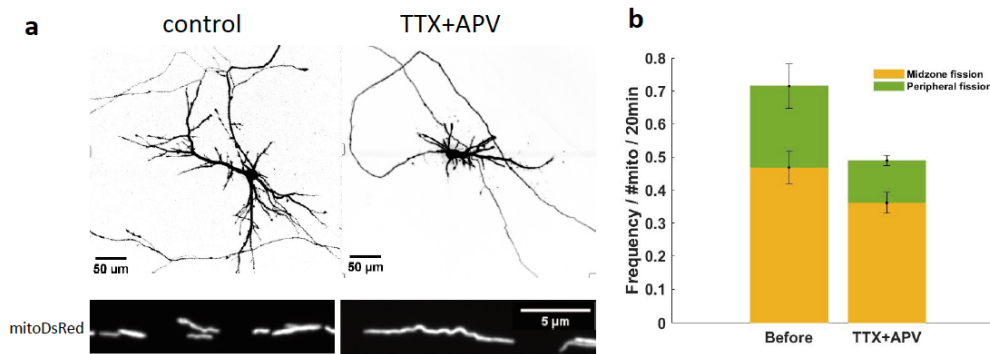 a
control
TTX+APV
50 µm
50 µm
mitoDsRed
5 µm
b
Frequency / #mito / 20min
0.8
0.7
0.6
0.5
0.4
0.3
0.2
0.1
0
Midzone fission
Peripheral fission
Before
TTX+APV